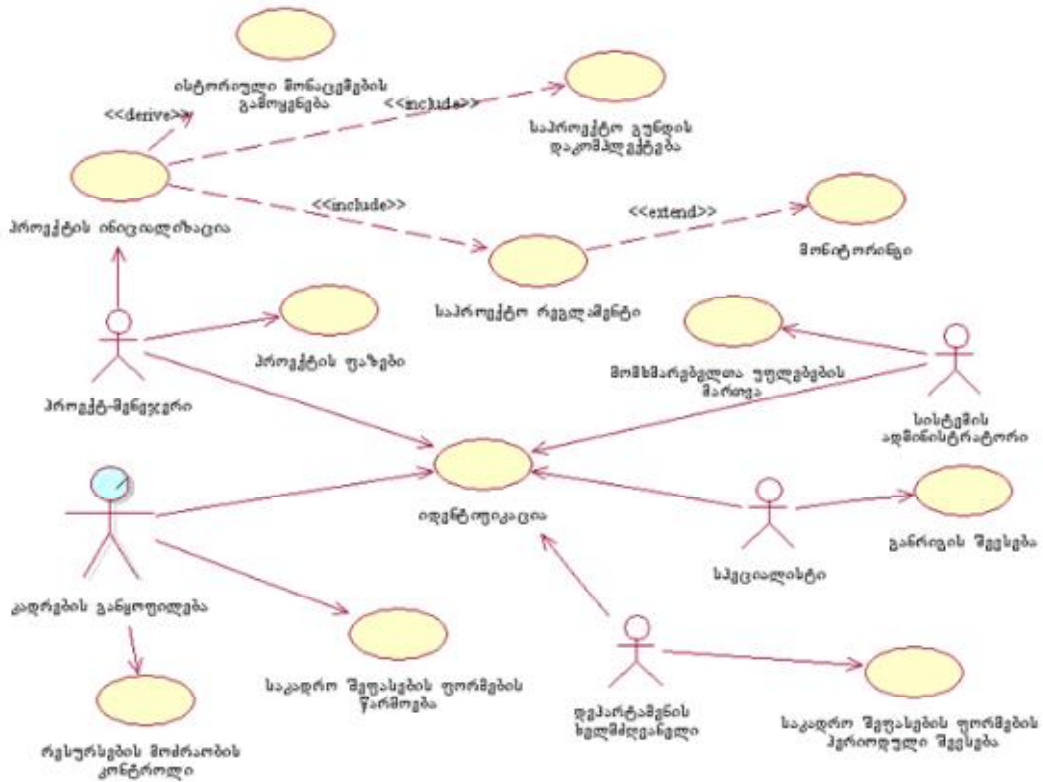 ისტორიული მონაცემების
გამოყენება
<<derive>>
<<include>>
საპროექტო გუნდის
დაკომპლექტება
პროექტის ინიციალიზაცია
<<include>>
<<extend>>
მონიტორინგი
საპროექტო რეგლამენტი
პროექტის ფაზები
მომხმარებელთა უფლებების
მართვა
პროექტ-მენეჯერი
სისტემის
ადმინისტრატორი
იდენტიფიკაცია
განრიგის შევსება
სპეციალისტი
კადრების განყოფილება
საკადრო შეფასების ფორმების
წარმოება
დეპარტამენის
ხელმძღვანელი
საკადრო შეფასების ფორმების
პერიოდული შევსება
რესურსების მოძრაობის
კონტროლი